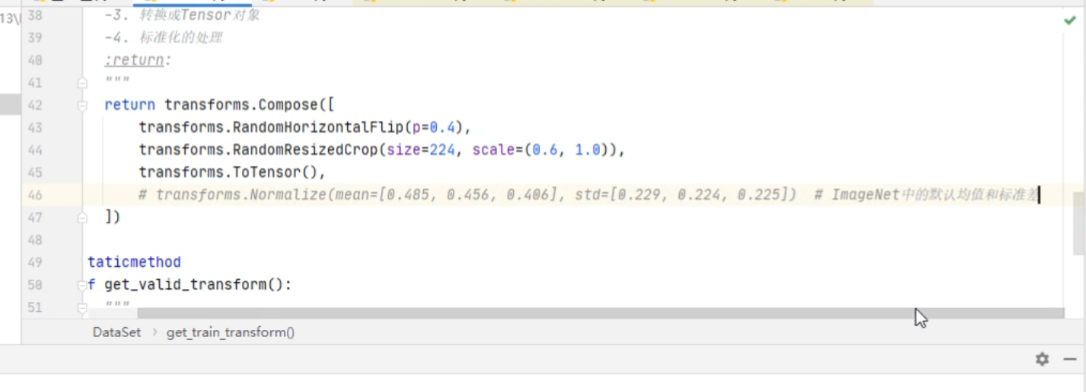 13\
38 -3. 转换成Tensor对象
39 -4. 标准化的处理
40 :return:
41 """
42 return transforms.Compose([
43 transforms.RandomHorizontalFlip(p=0.4),
44 transforms.RandomResizedCrop(size=224, scale=(0.6, 1.0)),
45 transforms.ToTensor(),
46 # transforms.Normalize(mean=[0.485, 0.456, 0.406], std=[0.229, 0.224, 0.225]) # ImageNet中的默认均值和标准差
47 ])
48
49 taticmethod
50 f get_valid_transform():
51 """
DataSet › get_train_transform()